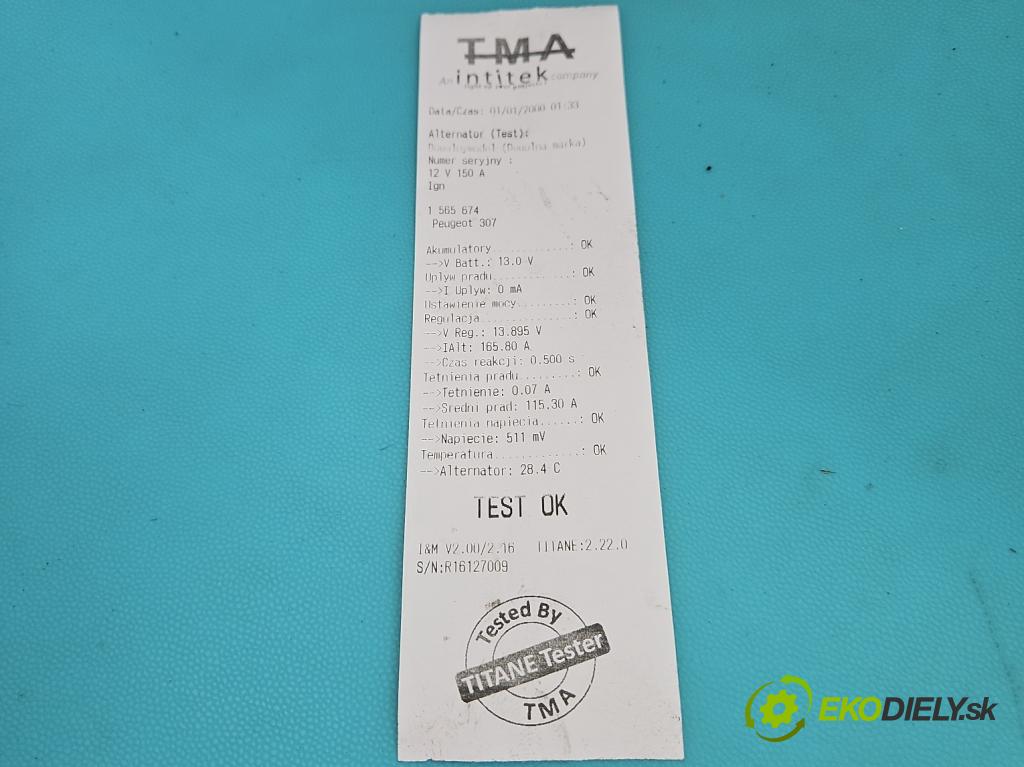 TMA
An intitek company
Data/Czas: 01/01/2000 01:33
Alternator (Test):
Dowolny model (Dowolna marka)
Numer seryjny :
12 V 150 A
Ign
1 565 674
Peugeot 307
Akumulatory............: OK
-->V Batt.: 13.0 V
Uplyw pradu............: OK
-->I Uplyw: 0 mA
Ustawienie mocy.........: OK
Regulacja..............: OK
-->V Reg.: 13.895 V
-->IAlt: 165.80 A
-->Czas reakcji: 0.500 s
Tetnienia pradu.........: OK
-->Tetnienie: 0.07 A
-->Sredni prad: 115.30 A
Tetnienia napiecia......: OK
-->Napiecie: 511 mV
Temperatura.............: OK
-->Alternator: 28.4 C
TEST OK
I&M V2.00/2.16 TITANE:2.22.0
S/N:R16127009
Tested By
TITANE Tester
TMA
EKODIELY.sk